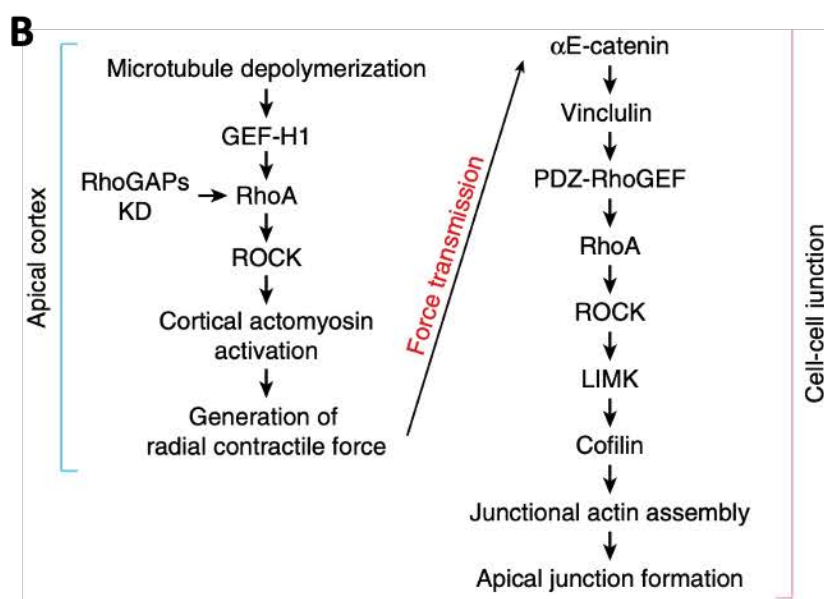 B
Apical cortex
Microtubule depolymerization
GEF-H1
RhoGAPs
KD
RhoA
ROCK
Cortical actomyosin
activation
Generation of
radial contractile force
Force transmission
αE-catenin
Vinclulin
PDZ-RhoGEF
RhoA
ROCK
LIMK
Cofilin
Junctional actin assembly
Apical junction formation
Cell-cell junction